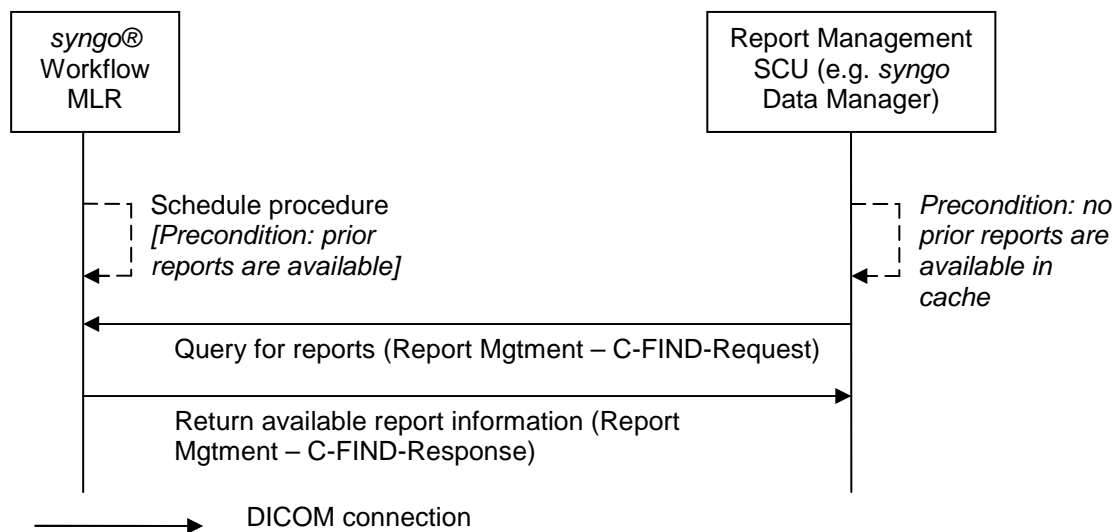 syngo®
Workflow
MLR
Report Management
SCU (e.g. syngo
Data Manager)
Schedule procedure
[Precondition: prior
reports are available]
Precondition: no
prior reports are
available in
cache
Query for reports (Report Mgtment – C-FIND-Request)
Return available report information (Report
Mgtment – C-FIND-Response)
DICOM connection